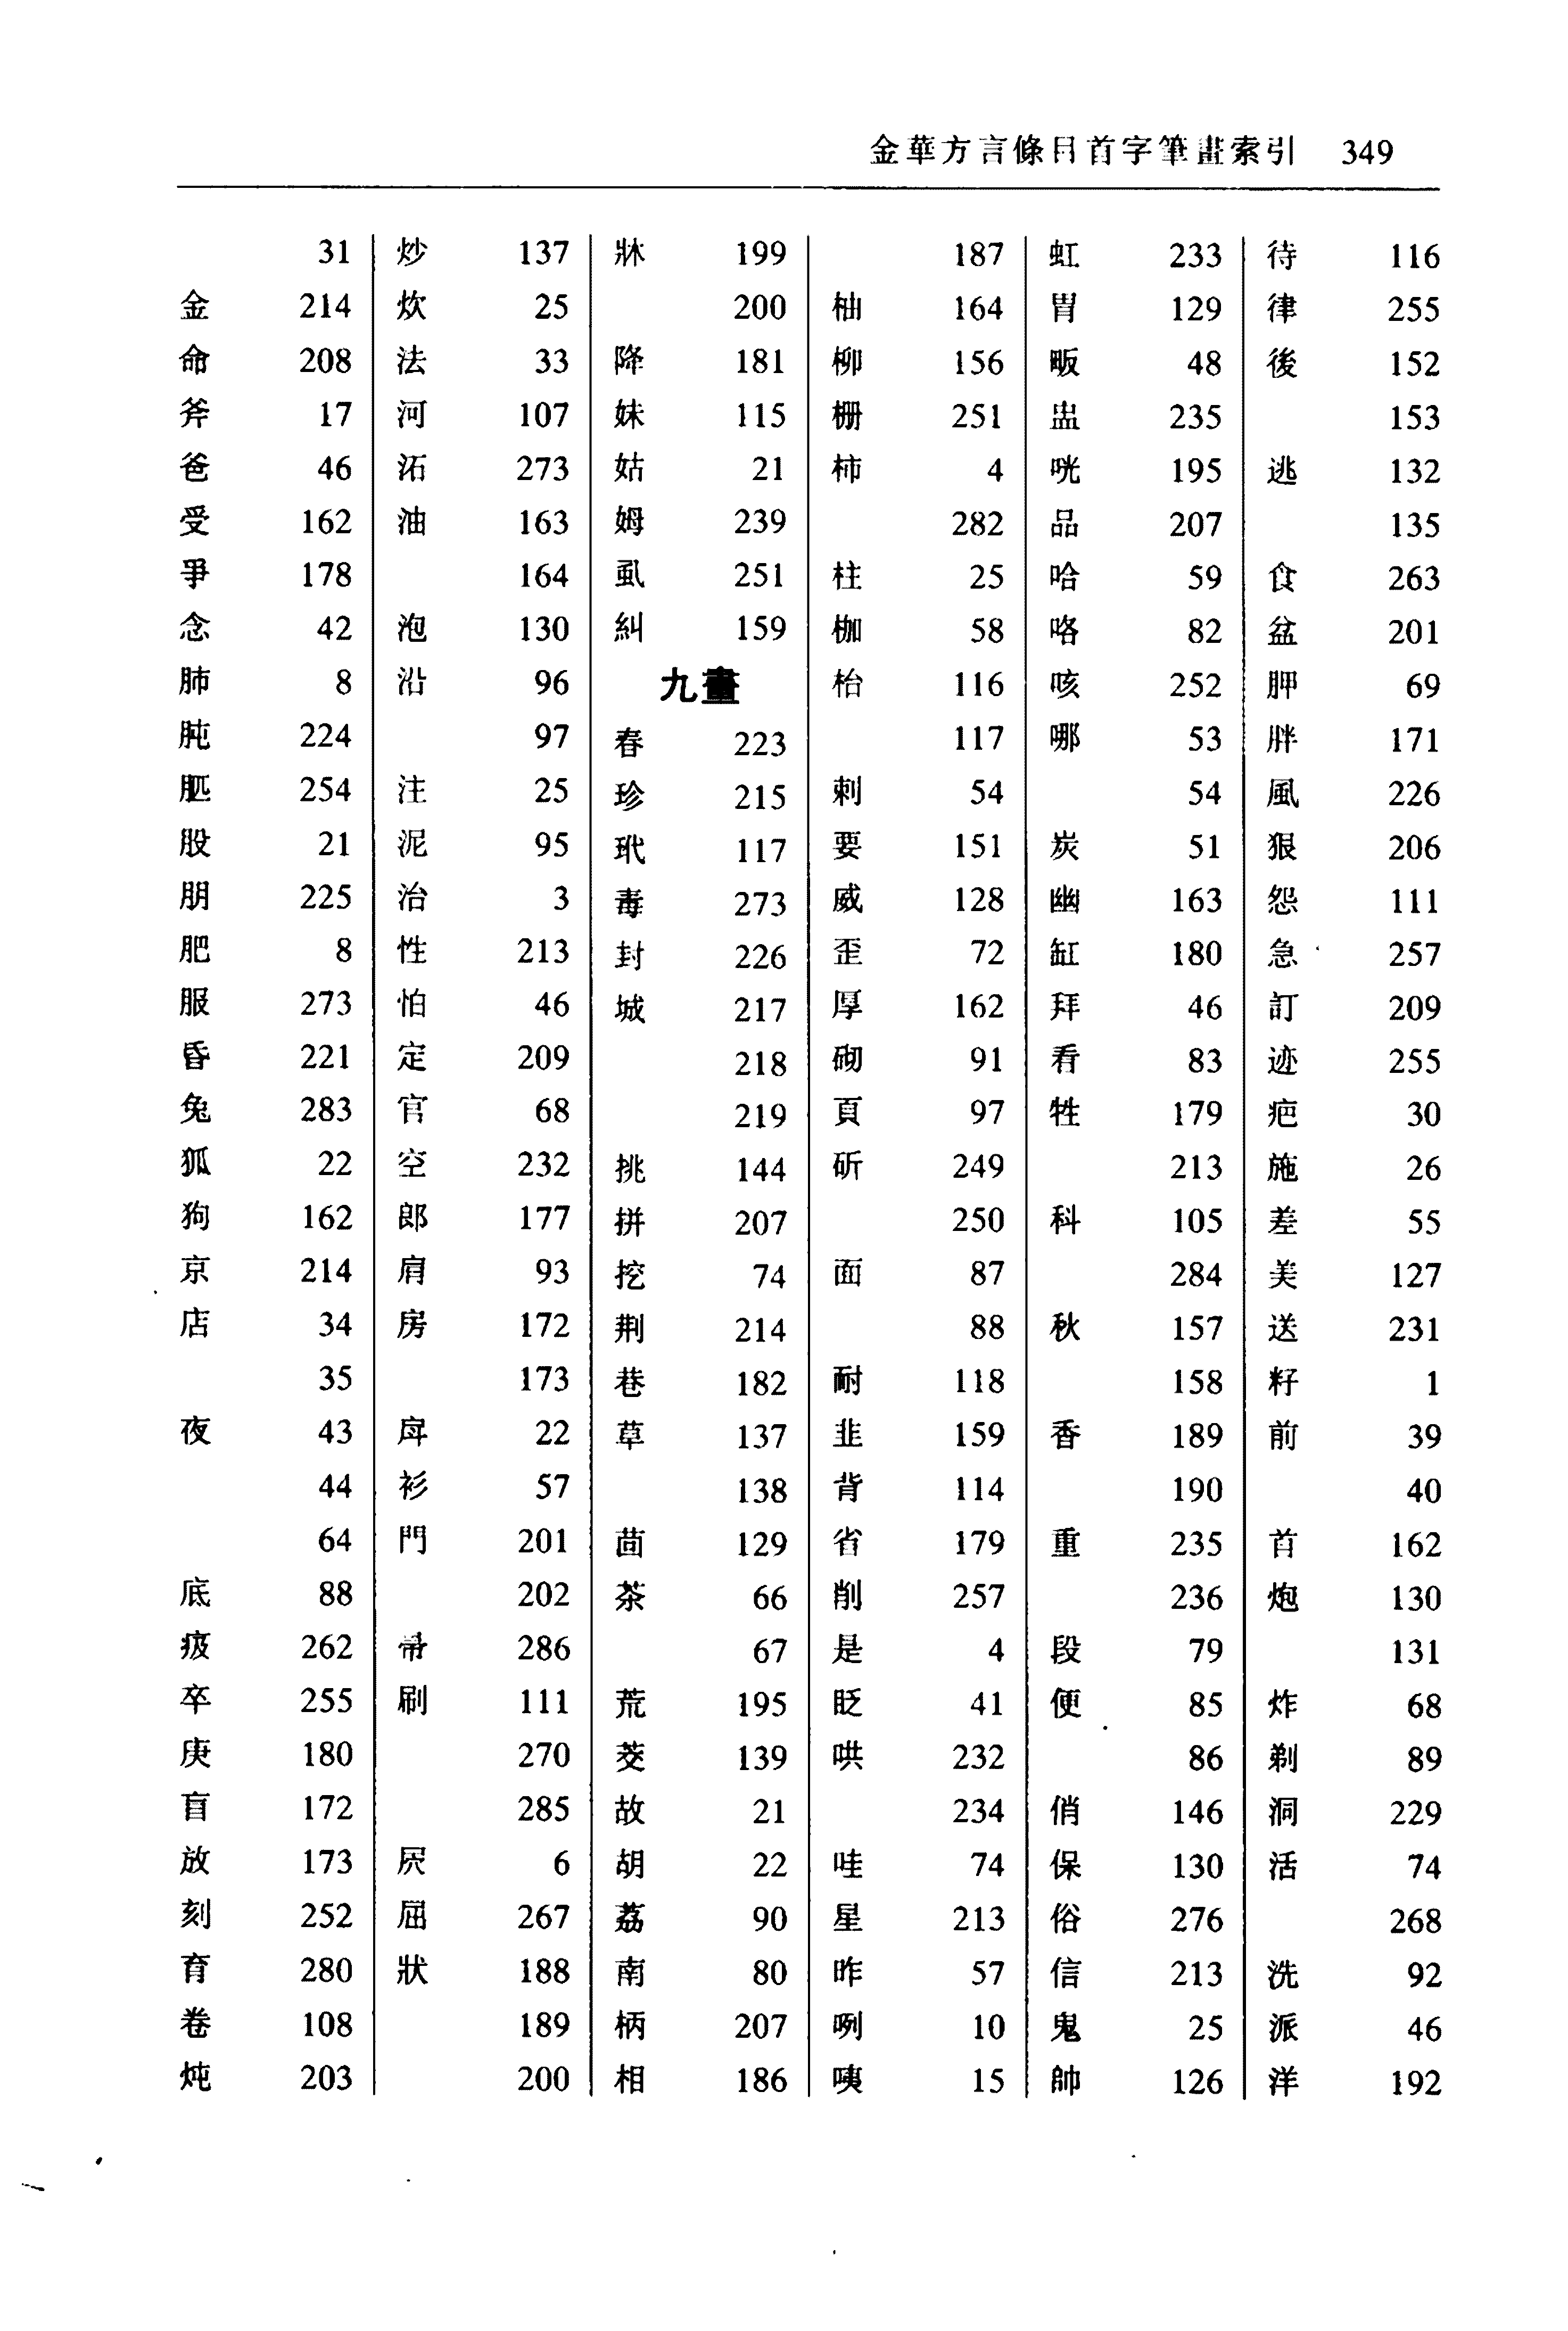 金華方言條目首字筆畫索引 349
31
金 214
命 208
斧 17
爸 46
受 162
爭 178
念 42
肺 8
肫 224
254
股 21
朋 225
肥 8
服 273
昏 221
兔 283
狐 22
狗 162
京 214
店 34
35
夜 43
44
64
底 88
疲 262
卒 255
庚 180
盲 172
放 173
刻 252
育 280
卷 108
炖 203
炒 137
炊 25
法 33
河 107
沰 273
油 163
164
泡 130
沿 96
97
注 25
泥 95
治 3
性 213
怕 46
定 209
官 68
空 232
郎 177
肩 93
房 172
173
戽 22
衫 57
門 201
202
帚 286
刷 111
270
285
屄 6
屈 267
狀 188
189
200
牀 199
200
降 181
妹 115
姑 21
姆 239
虱 251
糾 159
九畫
春 223
珍 215
玳 117
毒 273
封 226
城 217
218
219
挑 144
拼 207
挖 74
荆 214
巷 182
草 137
138
茴 129
茶 66
67
荒 195
茭 139
故 21
胡 22
荔 90
南 80
柄 207
相 186
187
柚 164
柳 156
栅 251
柿 4
282
柱 25
枷 58
枱 116
117
剌 54
要 151
威 128
歪 72
厚 162
砌 91
頁 97
斫 249
250
面 87
88
耐 118
韭 159
背 114
省 179
削 257
是 4
眨 41
哄 232
234
哇 74
星 213
昨 57
咧 10
咦 15
虹 233
胃 129
畈 48
盅 235
咣 195
品 207
哈 59
咯 82
咳 252
哪 53
54
炭 51
幽 163
缸 180
拜 46
看 83
牲 179
213
科 105
284
秋 157
158
香 189
190
重 235
236
段 79
便 85
86
俏 146
保 130
俗 276
信 213
鬼 25
帥 126
待 116
律 255
後 152
153
逃 132
135
食 263
盆 201
胛 69
胖 171
風 226
狠 206
怨 111
急 257
訂 209
迹 255
疤 30
施 26
差 55
美 127
送 231
籽 1
前 39
40
首 162
炮 130
131
炸 68
剃 89
洞 229
活 74
268
洗 92
派 46
洋 192